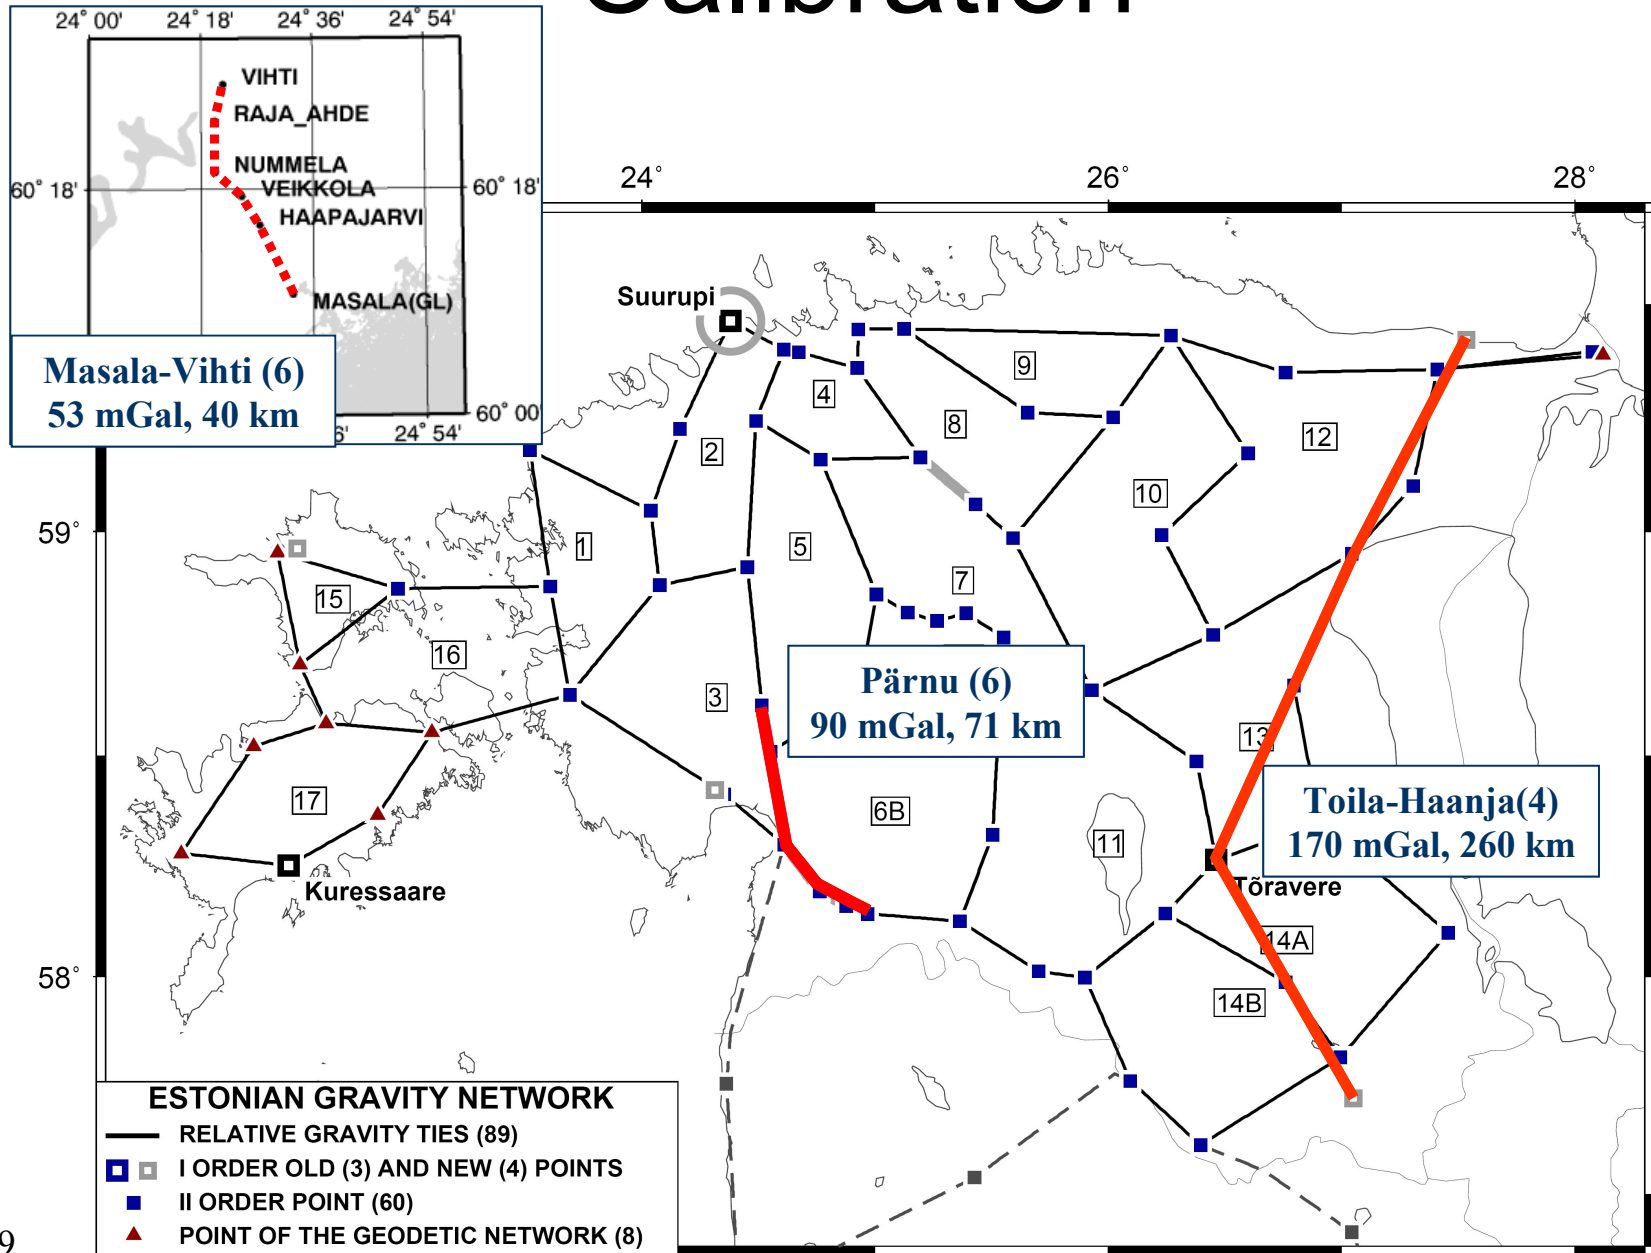 Calibration
24° 00' 24° 18' 24° 36' 24° 54'
VIHTI
RAJA_AHDE
NUMMELA
60° 18' VEIKKOLA 60° 18'
HAAPAJARVI
MASALA(GL)
60° 00'
6' 24° 54'
Masala-Vihti (6)
53 mGal, 40 km
24° 26° 28°
59°
58°
Suurupi
9
4
8
2
12
10
1
5
7
15
16
3
Pärnu (6)
90 mGal, 71 km
13
Toila-Haanja(4)
170 mGal, 260 km
17
6B
11
Kuressaare
Tõravere
14A
14B
ESTONIAN GRAVITY NETWORK
RELATIVE GRAVITY TIES (89)
I ORDER OLD (3) AND NEW (4) POINTS
II ORDER POINT (60)
POINT OF THE GEODETIC NETWORK (8)
9